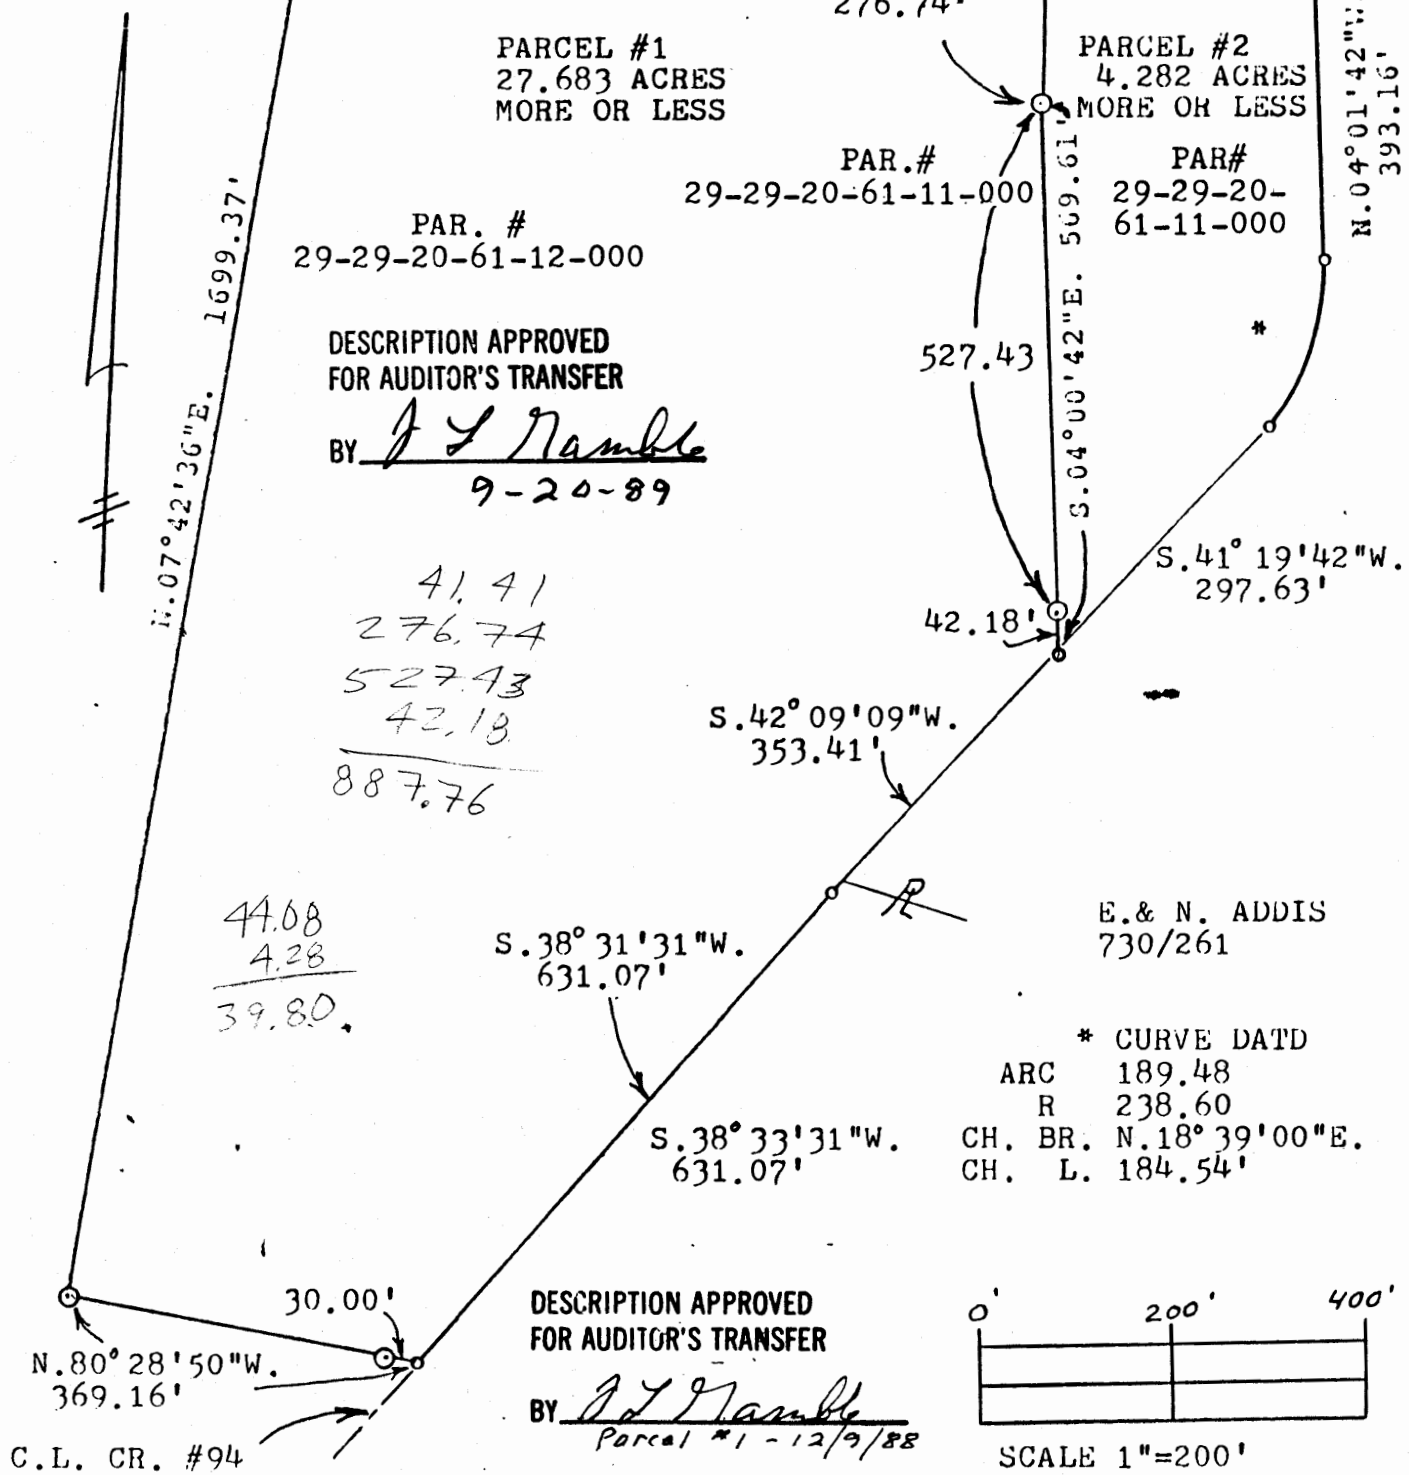 276.74'
PARCEL #1
27.683 ACRES
MORE OR LESS
PARCEL #2
4.282 ACRES
MORE OR LESS
N.04°01'42"W.
393.16'
PAR.#
29-29-20-61-11-000
PAR#
29-29-20-
61-11-000
PAR. #
29-29-20-61-12-000
N.07°42'36"E. 1699.37'
S.04°00'42"E. 569.61'
*
527.43
DESCRIPTION APPROVED
FOR AUDITOR'S TRANSFER
BY J L Gamble
9-20-89
S.41°19'42"W.
297.63'
42.18'
41.41
276.74
527.43
42.18
887.76
S.42°09'09"W.
353.41'
44.08
4.28
39.80.
S.38°31'31"W.
631.07'
E.& N. ADDIS
730/261
* CURVE DATD
ARC 189.48
R 238.60
CH. BR. N.18°39'00"E.
CH. L. 184.54'
S.38°33'31"W.
631.07'
30.00'
N.80°28'50"W.
369.16'
C.L. CR. #94
DESCRIPTION APPROVED
FOR AUDITOR'S TRANSFER
BY J L Gamble
Parcel #1 - 12/9/88
0' 200' 400'
SCALE 1"=200'